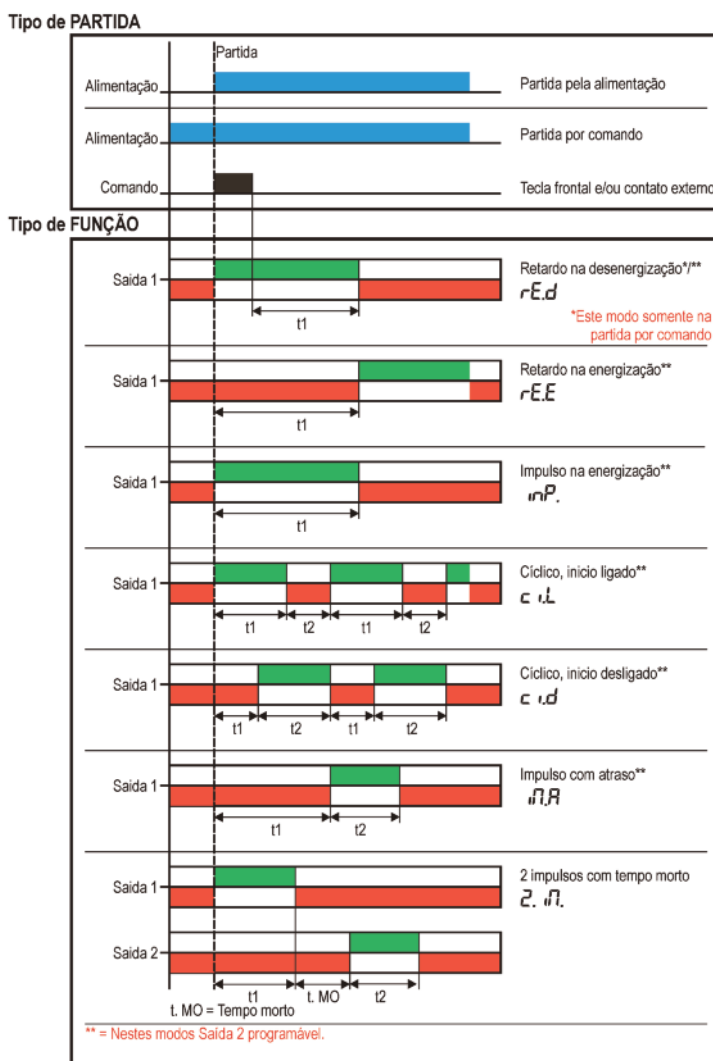 Tipo de PARTIDA
Partida
Alimentação
Partida pela alimentação
Alimentação
Partida por comando
Comando
Tecla frontal e/ou contato externo
Tipo de FUNÇÃO
Saida 1
Retardo na desenergização*/**
rE.d
t1
*Este modo somente na
partida por comando
Saida 1
Retardo na energização**
rE.E
t1
Saida 1
Impulso na energização**
inP.
t1
Saida 1
Cíclico, inicio ligado**
ci.L
t1 t2 t1 t2
Saida 1
Cíclico, inicio desligado**
ci.d
t1 t2 t1 t2
Saida 1
Impulso com atraso**
iM.A
t1 t2
Saida 1
2 impulsos com tempo morto
2. iM.
Saida 2
t1 t. MO t2
t. MO = Tempo morto
** = Nestes modos Saída 2 programável.